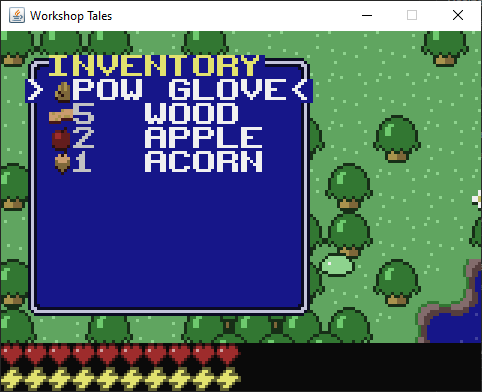 Workshop Tales
INVENTORY
> POW GLOVE <
5 WOOD
2 APPLE
1 ACORN